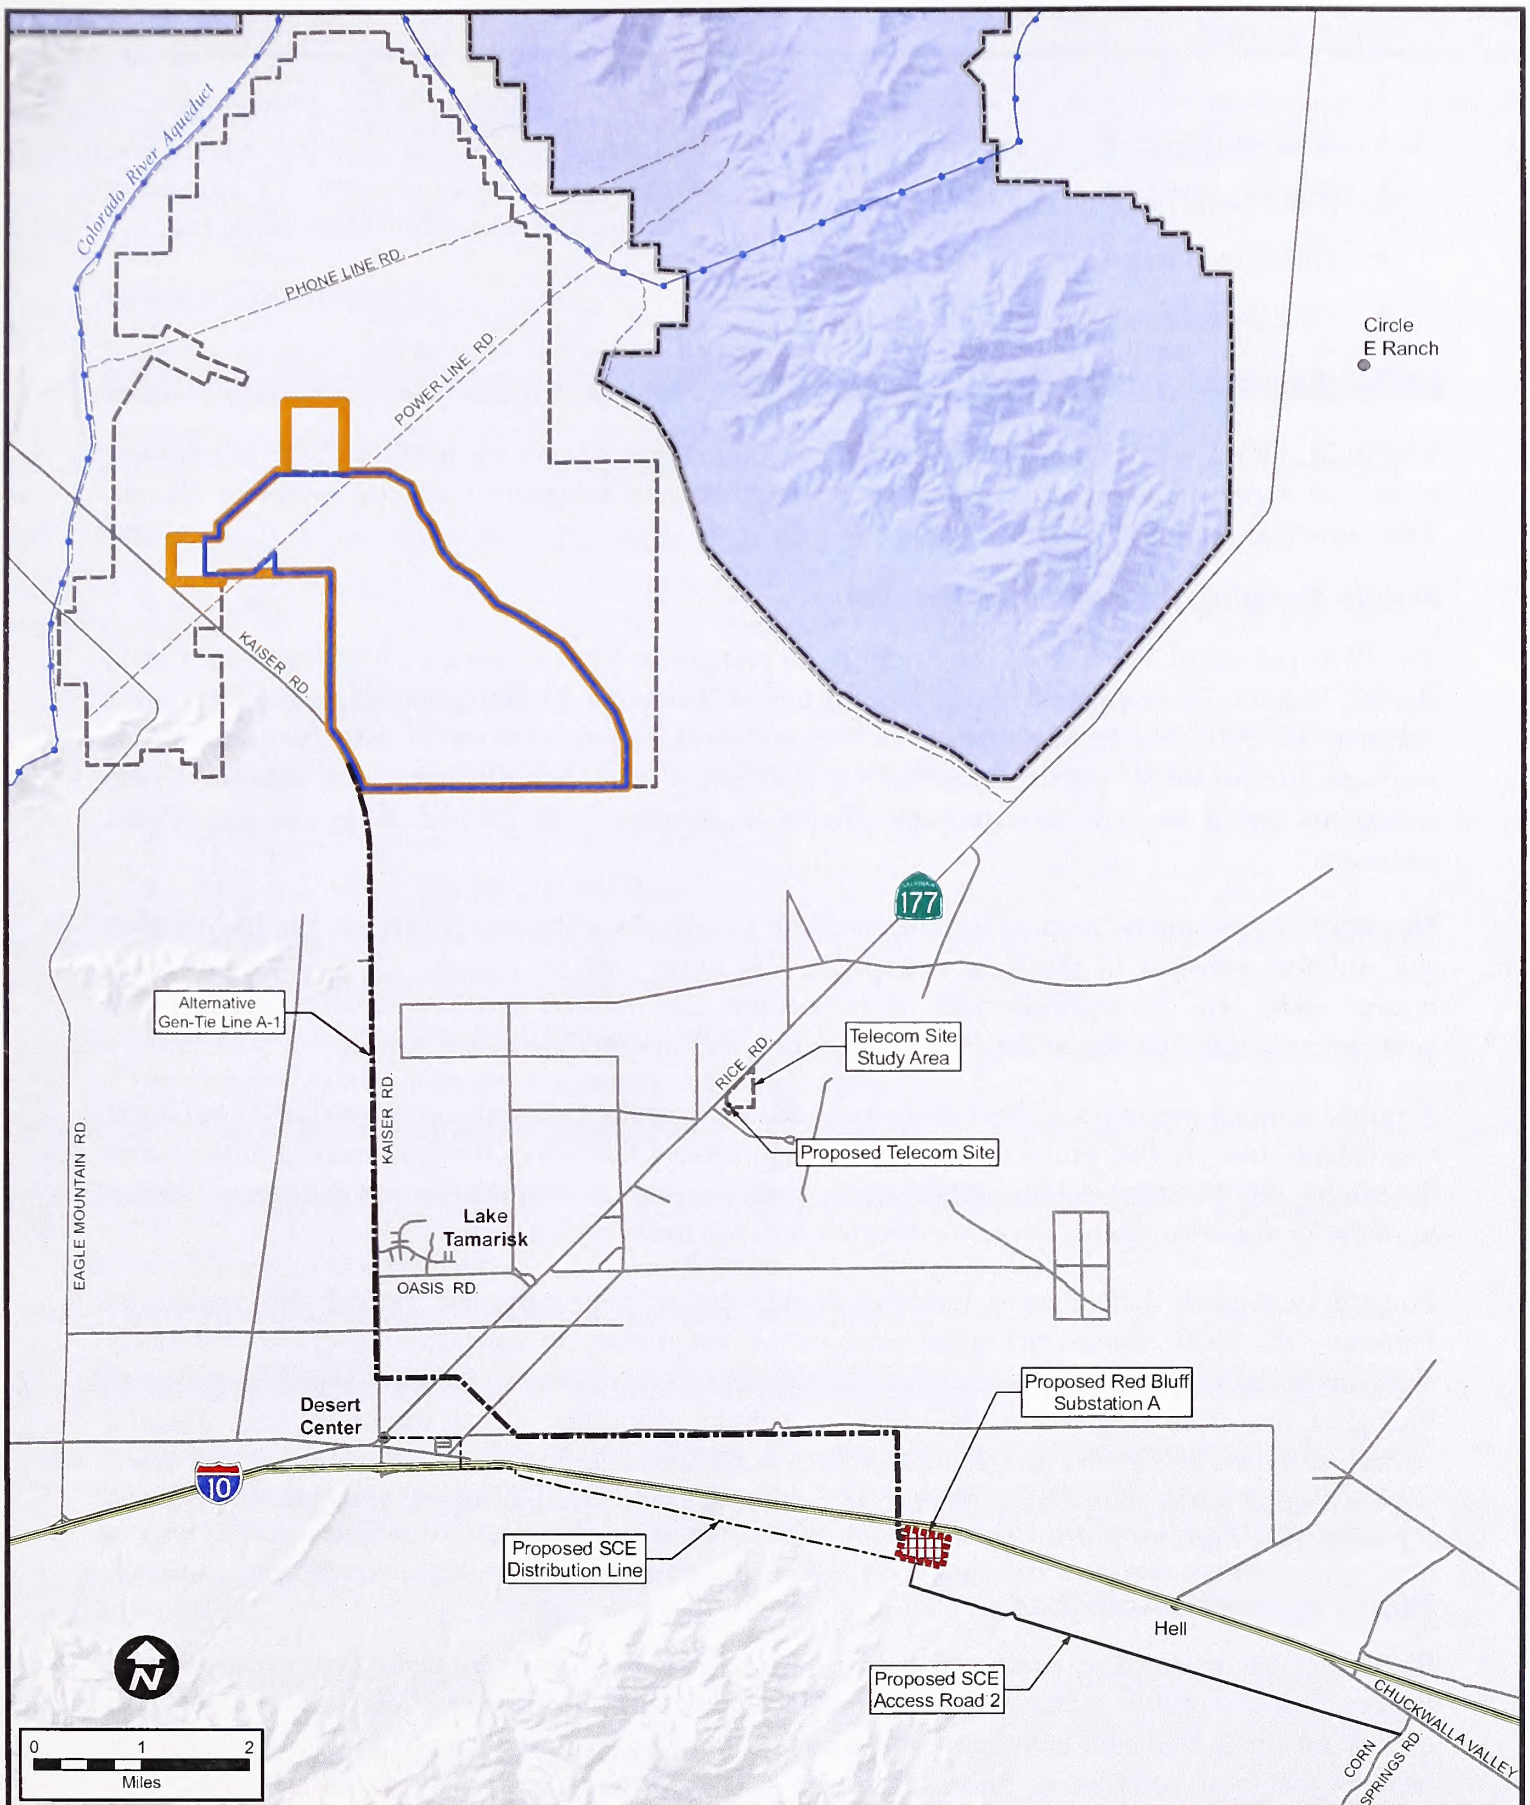 Colorado River Aqueduct
PHONE LINE RD.
POWER LINE RD
Circle
E Ranch
KAISER RD.
CALIFORNIA
177
Alternative
Gen-Tie Line A-1
RICE RD.
Telecom Site
Study Area
KAISER RD.
EAGLE MOUNTAIN RD.
Proposed Telecom Site
Lake
Tamarisk
OASIS RD.
Desert
Center
Proposed Red Bluff
Substation A
10
Proposed SCE
Distribution Line
Hell
N
Proposed SCE
Access Road 2
CHUCKWALLA VALLEY
CORN
SPRINGS RD.
0 1 2
Miles